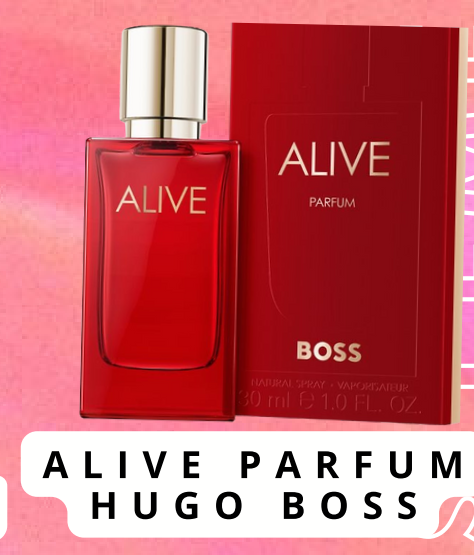 ALIVE
ALIVE
PARFUM
BOSS
NATURAL SPRAY • VAPORISATEUR
30 ml ℮ 1.0 FL. OZ.
ALIVE PARFUM
HUGO BOSS